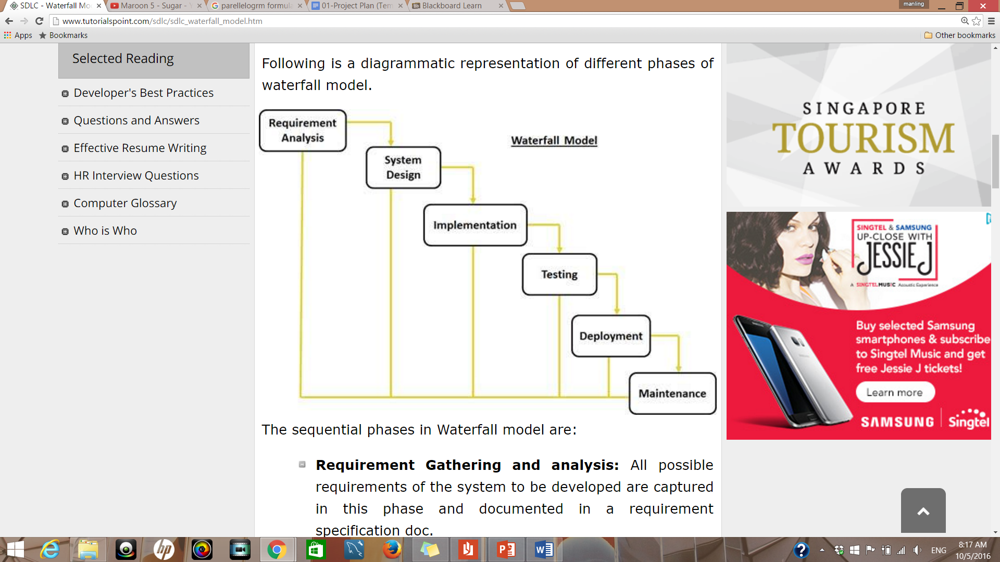 SDLC - Waterfall Mo
Maroon 5 - Sugar - Y
parellelogrm formula
01-Project Plan (Tem
Blackboard Learn
manling
www.tutorialspoint.com/sdlc/sdlc_waterfall_model.htm
Apps
Bookmarks
Other bookmarks
Selected Reading
Developer's Best Practices
Questions and Answers
Effective Resume Writing
HR Interview Questions
Computer Glossary
Who is Who
Following is a diagrammatic representation of different phases of
waterfall model.
Requirement
Analysis
Waterfall Model
System
Design
Implementation
Testing
Deployment
Maintenance
The sequential phases in Waterfall model are:
Requirement Gathering and analysis: All possible
requirements of the system to be developed are captured
in this phase and documented in a requirement
specification doc.
SINGAPORE
TOURISM
AWARDS
SINGTEL & SAMSUNG
UP-CLOSE WITH
JESSIE J
A SINGTEL MUSIC Acoustic Experience
Buy selected Samsung
smartphones & subscribe
to Singtel Music and get
free Jessie J tickets!
Learn more
SAMSUNG
Singtel
ENG
8:17 AM
10/5/2016